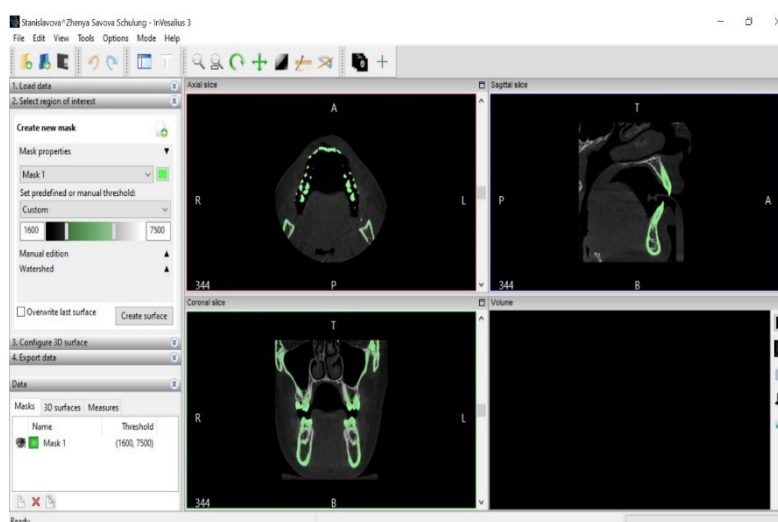 Stanislavova^Zhenya Savova Schulung - InVesalius 3
File Edit View Tools Options Mode Help
1. Load data
2. Select region of interest
Create new mask
Mask properties
Mask 1
Set predefined or manual threshold:
Custom
1600 7500
Manual edition
Watershed
Overwrite last surface Create surface
3. Configure 3D surface
4. Export data
Data
Masks 3D surfaces Measures
Name Threshold
Mask 1 (1600, 7500)
Ready
Axial slice
A
R L
344 P
Sagittal slice
T
P A
344 B
Coronal slice
T
R L
344 B
Volume